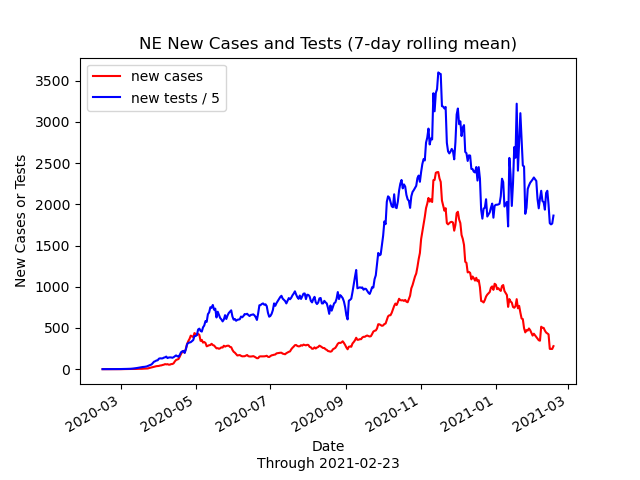 NE New Cases and Tests (7-day rolling mean)
new cases
new tests / 5
New Cases or Tests
3500
3000
2500
2000
1500
1000
500
0
2020-03
2020-05
2020-07
2020-09
2020-11
2021-01
2021-03
Date
Through 2021-02-23